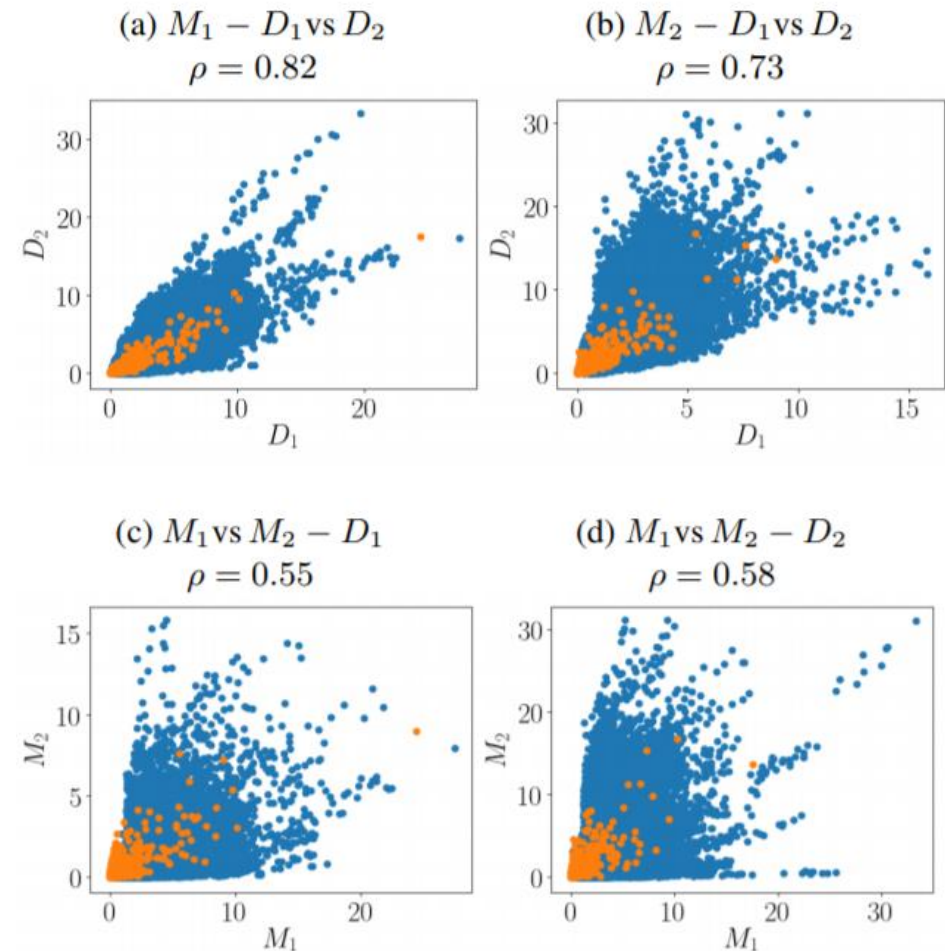 (a) M₁ − D₁ vs D₂
ρ = 0.82
(b) M₂ − D₁ vs D₂
ρ = 0.73
30
20
10
0
D₂
0 10 20
D₁
30
20
10
0
D₂
0 5 10 15
D₁
(c) M₁ vs M₂ − D₁
ρ = 0.55
(d) M₁ vs M₂ − D₂
ρ = 0.58
15
10
5
0
M₂
0 10 20
M₁
30
20
10
0
M₂
0 10 20 30
M₁